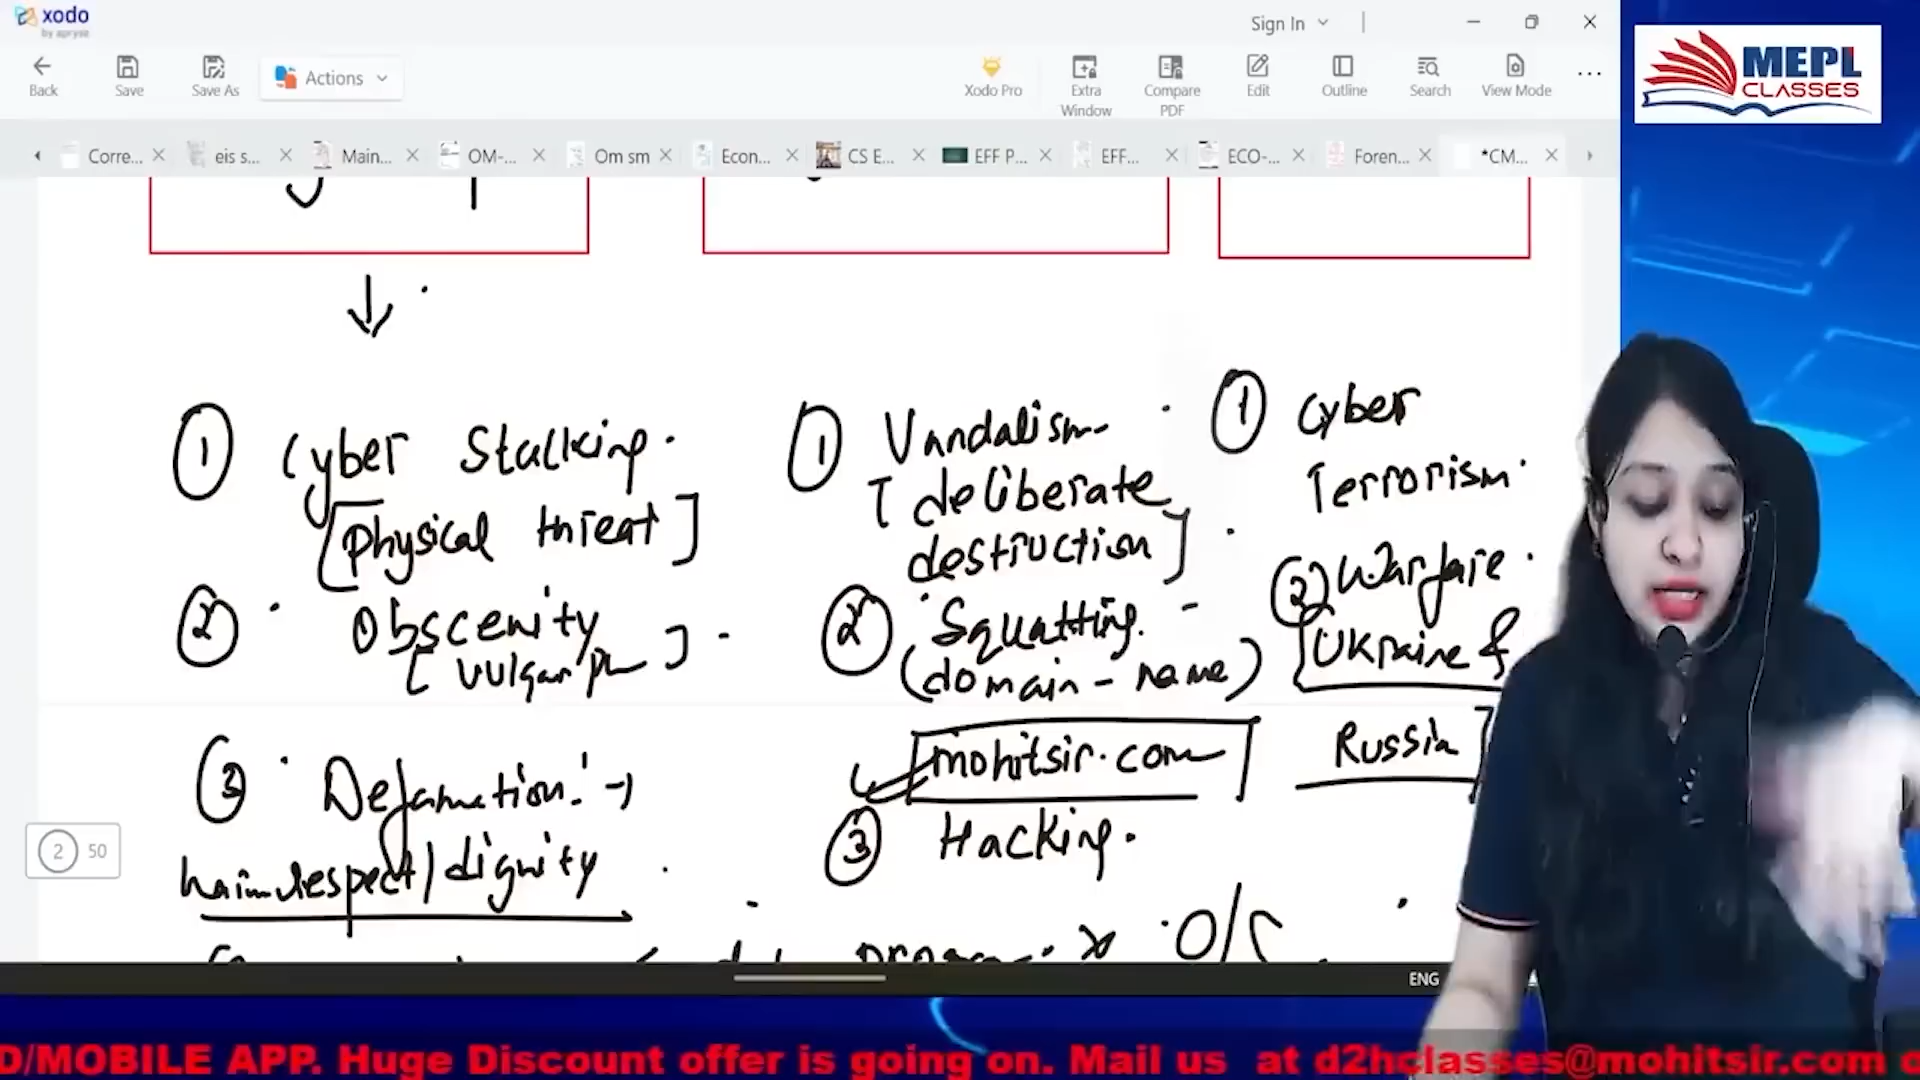 xodo
by apryse
Sign In
Back
Save
Save As
Actions
Xodo Pro
Extra Window
Compare PDF
Edit
Outline
Search
View Mode
MEPL
CLASSES
Corre...
eis s...
Main...
OM-...
Om sm
Econ...
CS E...
EFF P...
EFF...
ECO-...
Foren...
*CM...
① Cyber Stalking.
[physical threat]
② Obscenity
[vulgar
③ Defamation: →
respect/dignity
① Vandalism
[deliberate
destruction]
② Squatting.
(domain-name)
mohitsir.com
③ Hacking.
① Cyber
Terrorism
② Warfare
[Ukraine &
Russia]
O/S
2 50
ENG
D/MOBILE APP. Huge Discount offer is going on. Mail us at d2hclasses@mohitsir.com